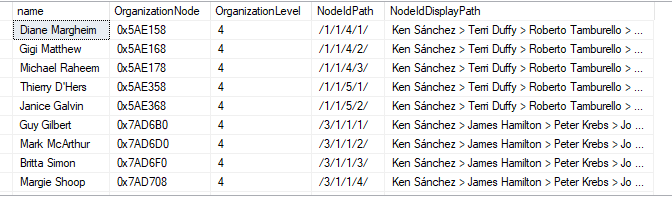 name OrganizationNode OrganizationLevel NodeIdPath NodeIdDisplayPath
Diane Margheim 0x5AE158 4 /1/1/4/1/ Ken Sánchez > Terri Duffy > Roberto Tamburello > ...
Gigi Matthew 0x5AE168 4 /1/1/4/2/ Ken Sánchez > Terri Duffy > Roberto Tamburello > ...
Michael Raheem 0x5AE178 4 /1/1/4/3/ Ken Sánchez > Terri Duffy > Roberto Tamburello > ...
Thierry D'Hers 0x5AE358 4 /1/1/5/1/ Ken Sánchez > Terri Duffy > Roberto Tamburello > ...
Janice Galvin 0x5AE368 4 /1/1/5/2/ Ken Sánchez > Terri Duffy > Roberto Tamburello > ...
Guy Gilbert 0x7AD6B0 4 /3/1/1/1/ Ken Sánchez > James Hamilton > Peter Krebs > Jo ...
Mark McArthur 0x7AD6D0 4 /3/1/1/2/ Ken Sánchez > James Hamilton > Peter Krebs > Jo ...
Britta Simon 0x7AD6F0 4 /3/1/1/3/ Ken Sánchez > James Hamilton > Peter Krebs > Jo ...
Margie Shoop 0x7AD708 4 /3/1/1/4/ Ken Sánchez > James Hamilton > Peter Krebs > Jo ...